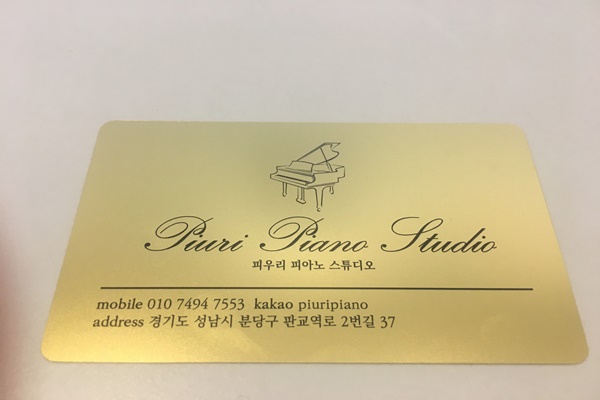 Piuri Piano Studio
피우리 피아노 스튜디오
mobile 010 7494 7553 kakao piuripiano
address 경기도 성남시 분당구 판교역로 2번길 37